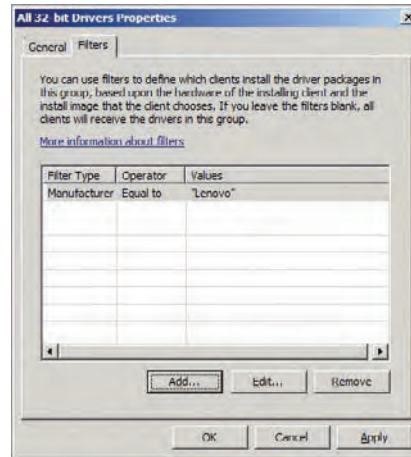 All 32-bit Drivers Properties
General Filters
You can use filters to define which clients install the driver packages in
this group, based upon the hardware of the installing client and the
install image that the client chooses. If you leave the filters blank, all
clients will receive the drivers in this group.
More information about filters
Filter Type Operator Values
Manufacturer Equal to "Lenovo"
Add... Edit... Remove
OK Cancel Apply